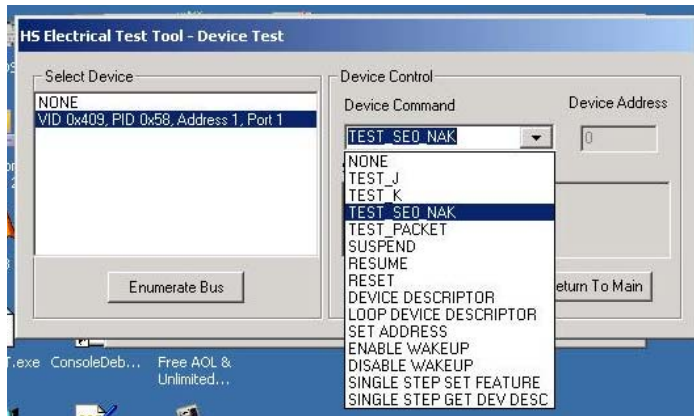 HS Electrical Test Tool - Device Test
Select Device
NONE
VID 0x409, PID 0x58, Address 1, Port 1
Enumerate Bus
Device Control
Device Command
Device Address
TEST_SE0_NAK
0
NONE
TEST_J
TEST_K
TEST_SE0_NAK
TEST_PACKET
SUSPEND
RESUME
RESET
DEVICE DESCRIPTOR
LOOP DEVICE DESCRIPTOR
SET ADDRESS
ENABLE WAKEUP
DISABLE WAKEUP
SINGLE STEP SET FEATURE
SINGLE STEP GET DEV DESC
eturn To Main
T.exe ConsoleDeb... Free AOL &
Unlimited...